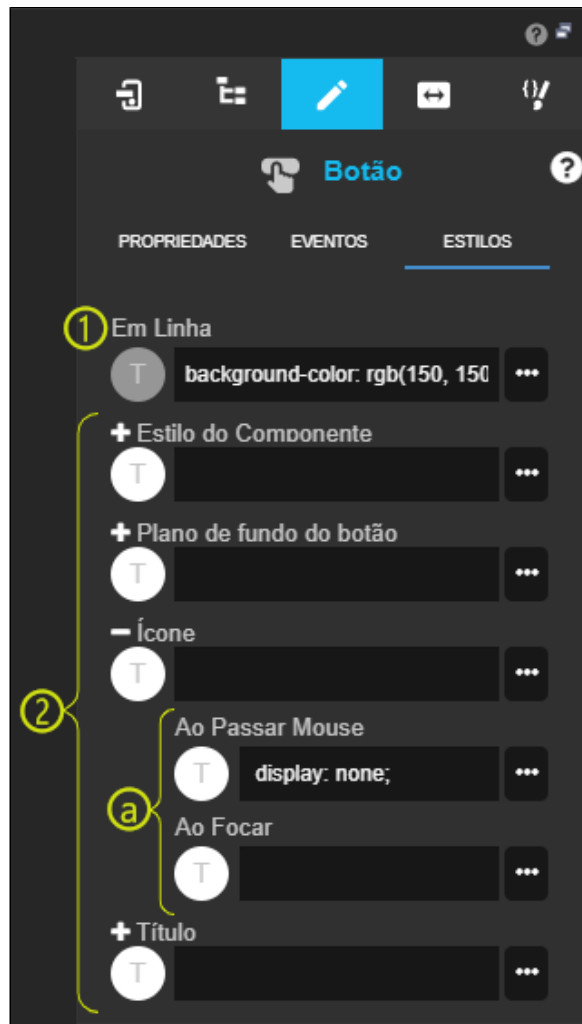 ?
{}
Botão
?
PROPRIEDADES EVENTOS ESTILOS
1 Em Linha
T background-color: rgb(150, 150 •••
+ Estilo do Componente
T •••
+ Plano de fundo do botão
T •••
− Ícone
T •••
2
Ao Passar Mouse
T display: none; •••
a
Ao Focar
T •••
+ Título
T •••